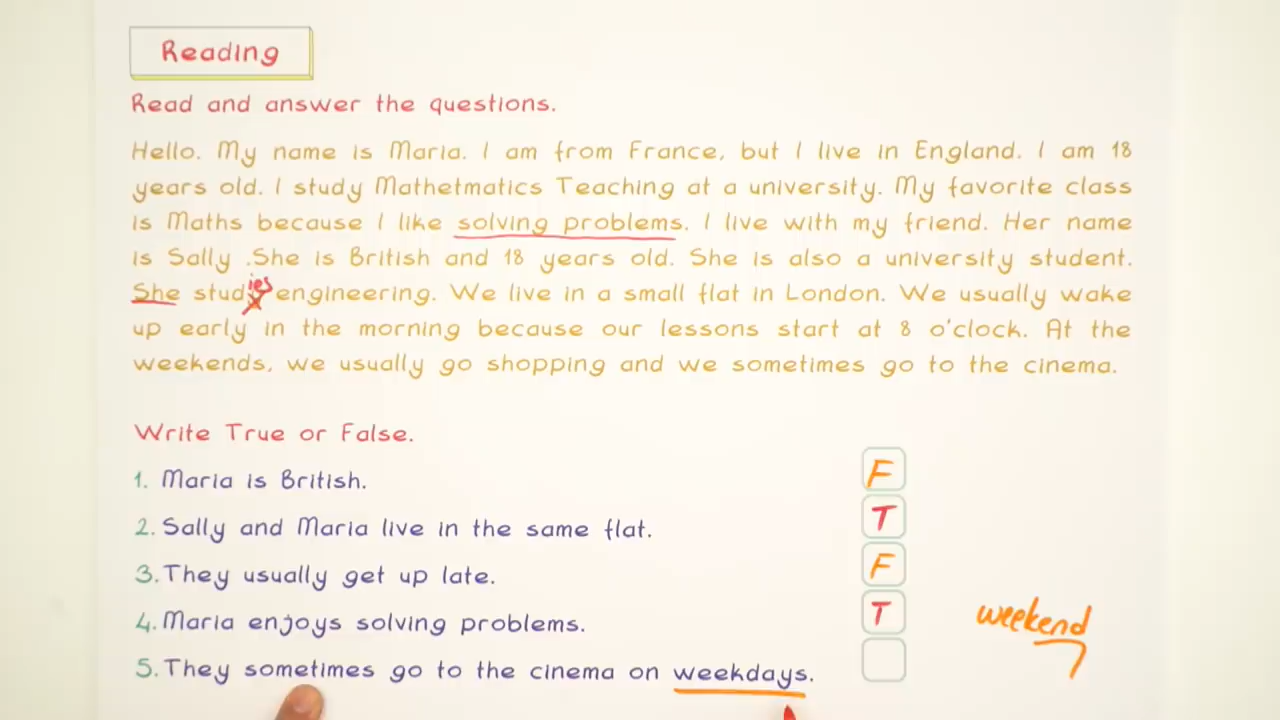 Reading
Read and answer the questions.
Hello. My name is Maria. I am from France, but I live in England. I am 18
years old. I study Mathetmatics Teaching at a university. My favorite class
is Maths because I like solving problems. I live with my friend. Her name
is Sally .She is British and 18 years old. She is also a university student.
She studies engineering. We live in a small flat in London. We usually wake
up early in the morning because our lessons start at 8 o'clock. At the
weekends, we usually go shopping and we sometimes go to the cinema.
Write True or False.
1. Maria is British. F
2. Sally and Maria live in the same flat. T
3. They usually get up late. F
4. Maria enjoys solving problems. T
weekend
5. They sometimes go to the cinema on weekdays.